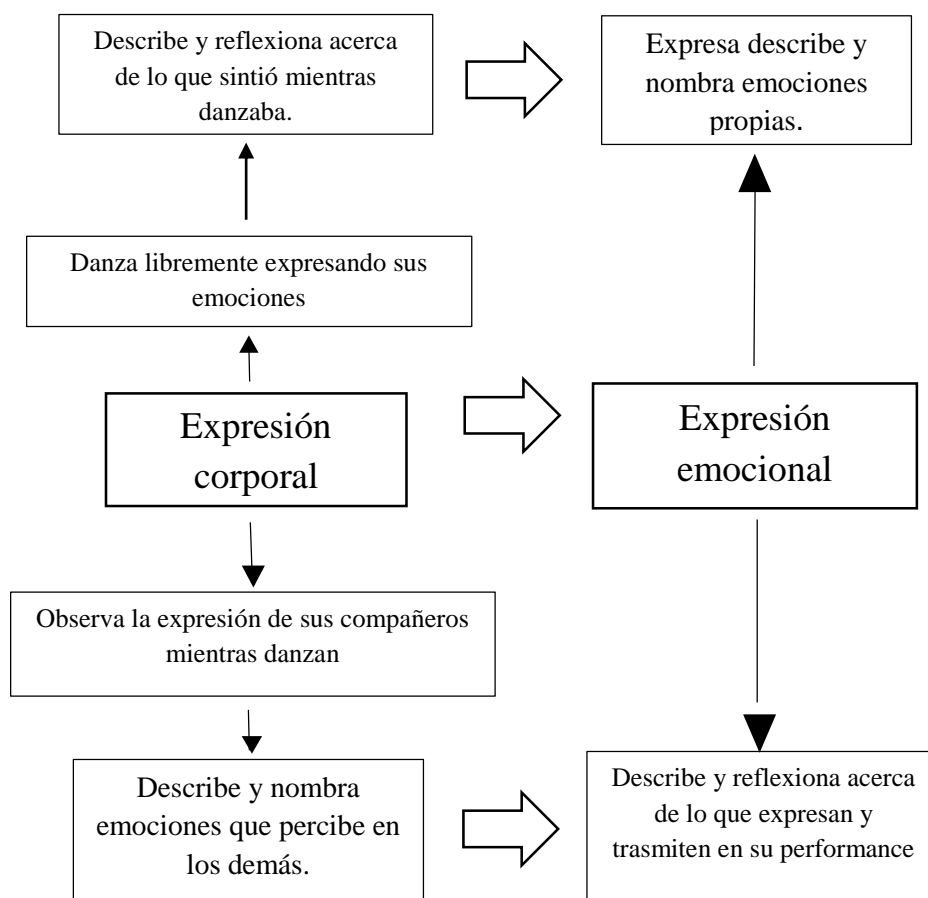 Describe y reflexiona acerca
de lo que sintió mientras
danzaba.
Expresa describe y
nombra emociones
propias.
Danza libremente expresando sus
emociones
Expresión
corporal
Expresión
emocional
Observa la expresión de sus compañeros
mientras danzan
Describe y nombra
emociones que percibe en
los demás.
Describe y reflexiona acerca
de lo que expresan y
trasmiten en su performance